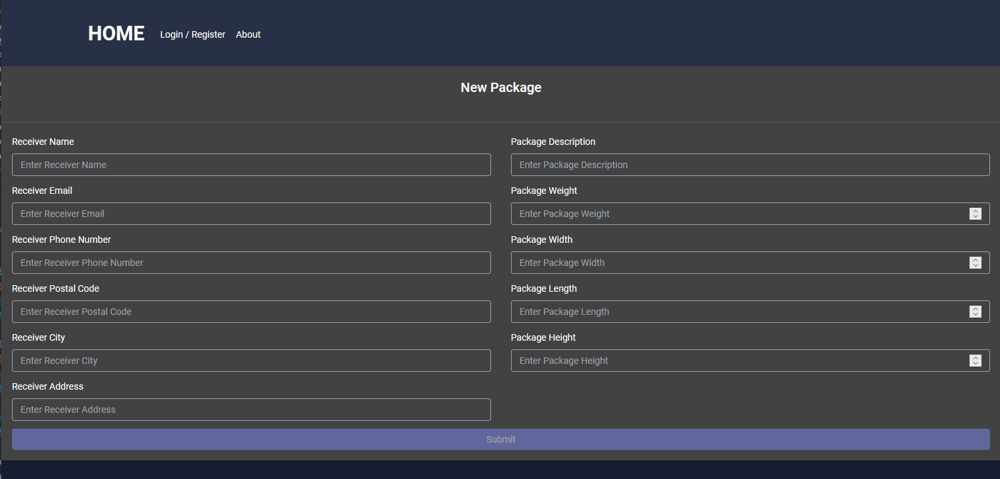 HOME Login / Register About
New Package
Receiver Name
Enter Receiver Name
Receiver Email
Enter Receiver Email
Receiver Phone Number
Enter Receiver Phone Number
Receiver Postal Code
Enter Receiver Postal Code
Receiver City
Enter Receiver City
Receiver Address
Enter Receiver Address
Package Description
Enter Package Description
Package Weight
Enter Package Weight
Package Width
Enter Package Width
Package Length
Enter Package Length
Package Height
Enter Package Height
Submit